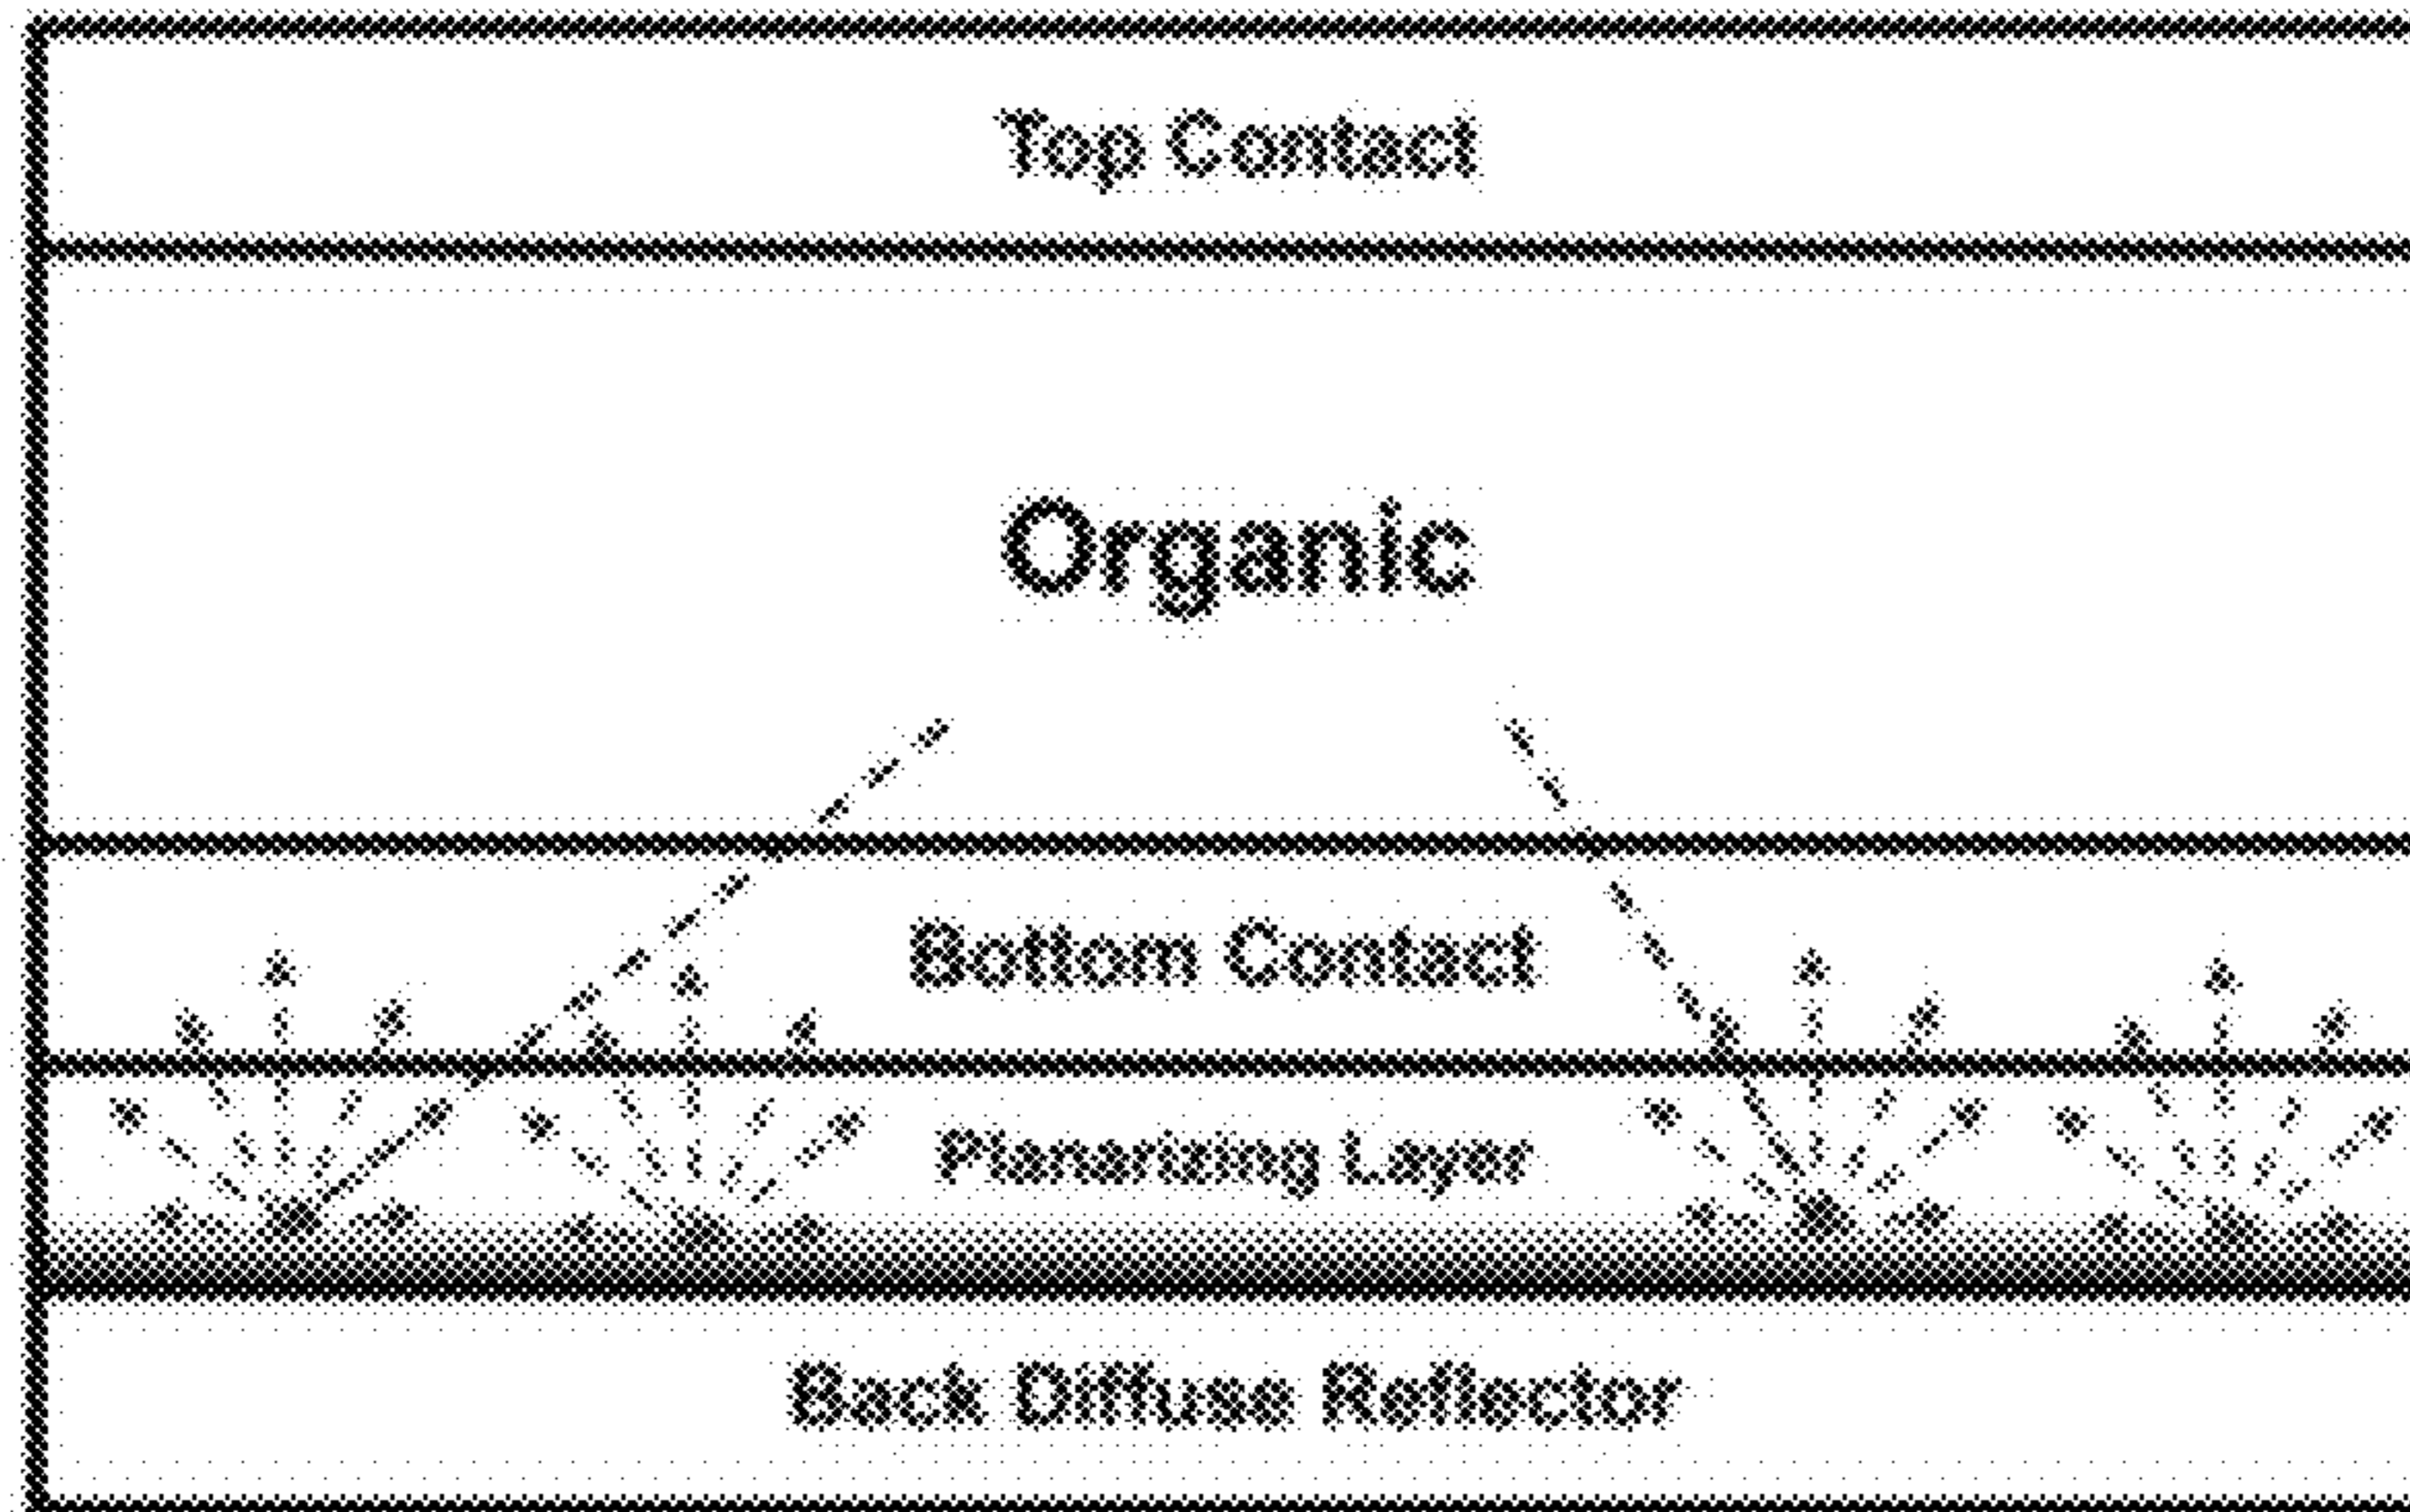 Top Contact
Organic
Bottom Contact
Planarizing Layer
Back Diffuse Reflector